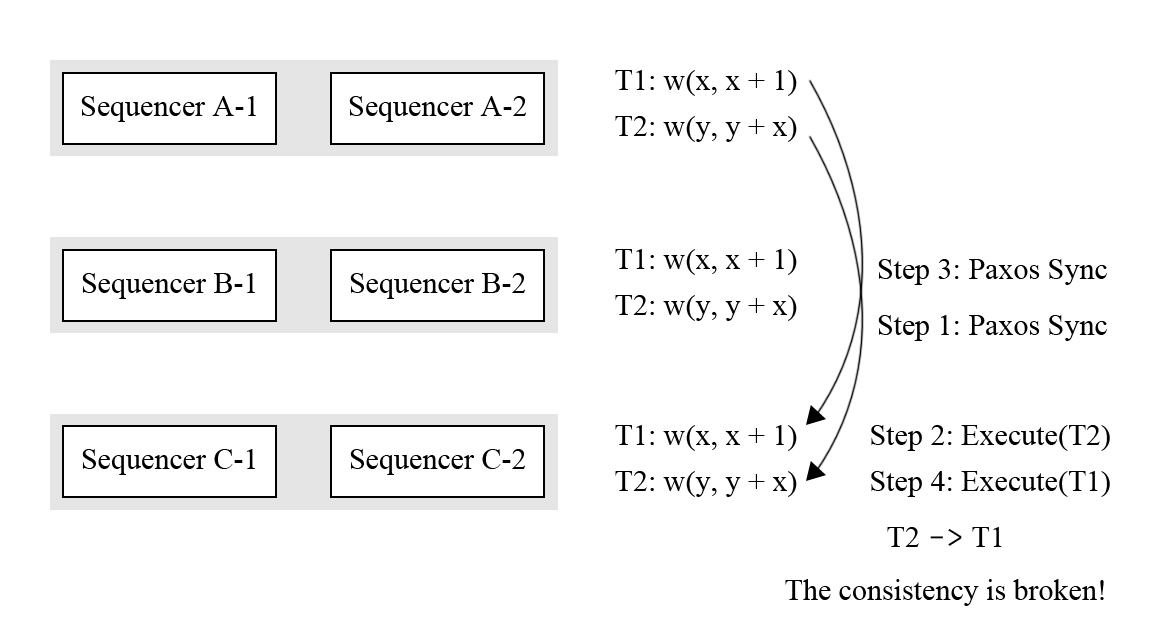 Sequencer A-1
Sequencer A-2
T1: w(x, x + 1)
T2: w(y, y + x)
Sequencer B-1
Sequencer B-2
T1: w(x, x + 1)
T2: w(y, y + x)
Step 3: Paxos Sync
Step 1: Paxos Sync
Sequencer C-1
Sequencer C-2
T1: w(x, x + 1)
T2: w(y, y + x)
Step 2: Execute(T2)
Step 4: Execute(T1)
T2 -> T1
The consistency is broken!